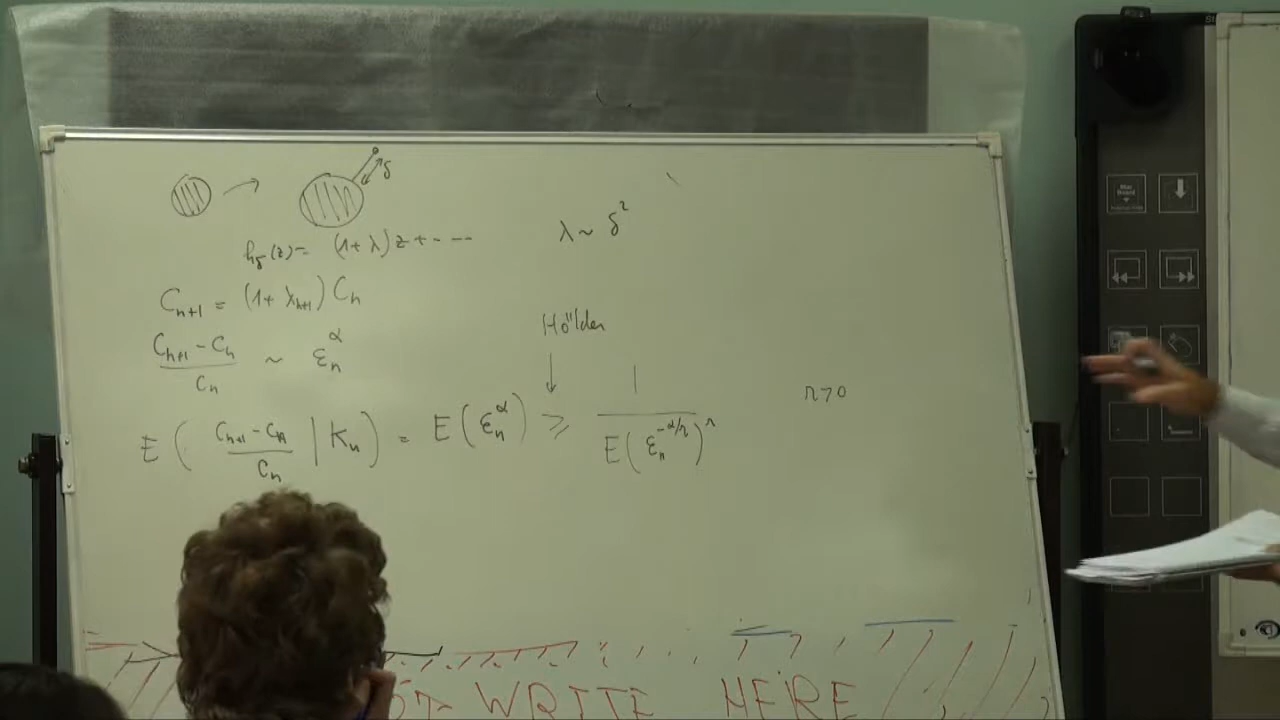 δ
h_δ(z) = (1+λ)z + ---
λ ~ δ²
C_{n+1} = (1+ λ_{n+1}) C_n
(C_{n+1} - C_n) / C_n ~ ε_n^α
Hölder
E( (C_{n+1} - C_n) / C_n | K_n ) = E(ε_n^α) ≥ 1 / E(ε_n^{-α/r})^r
r>0
WRITE HERE